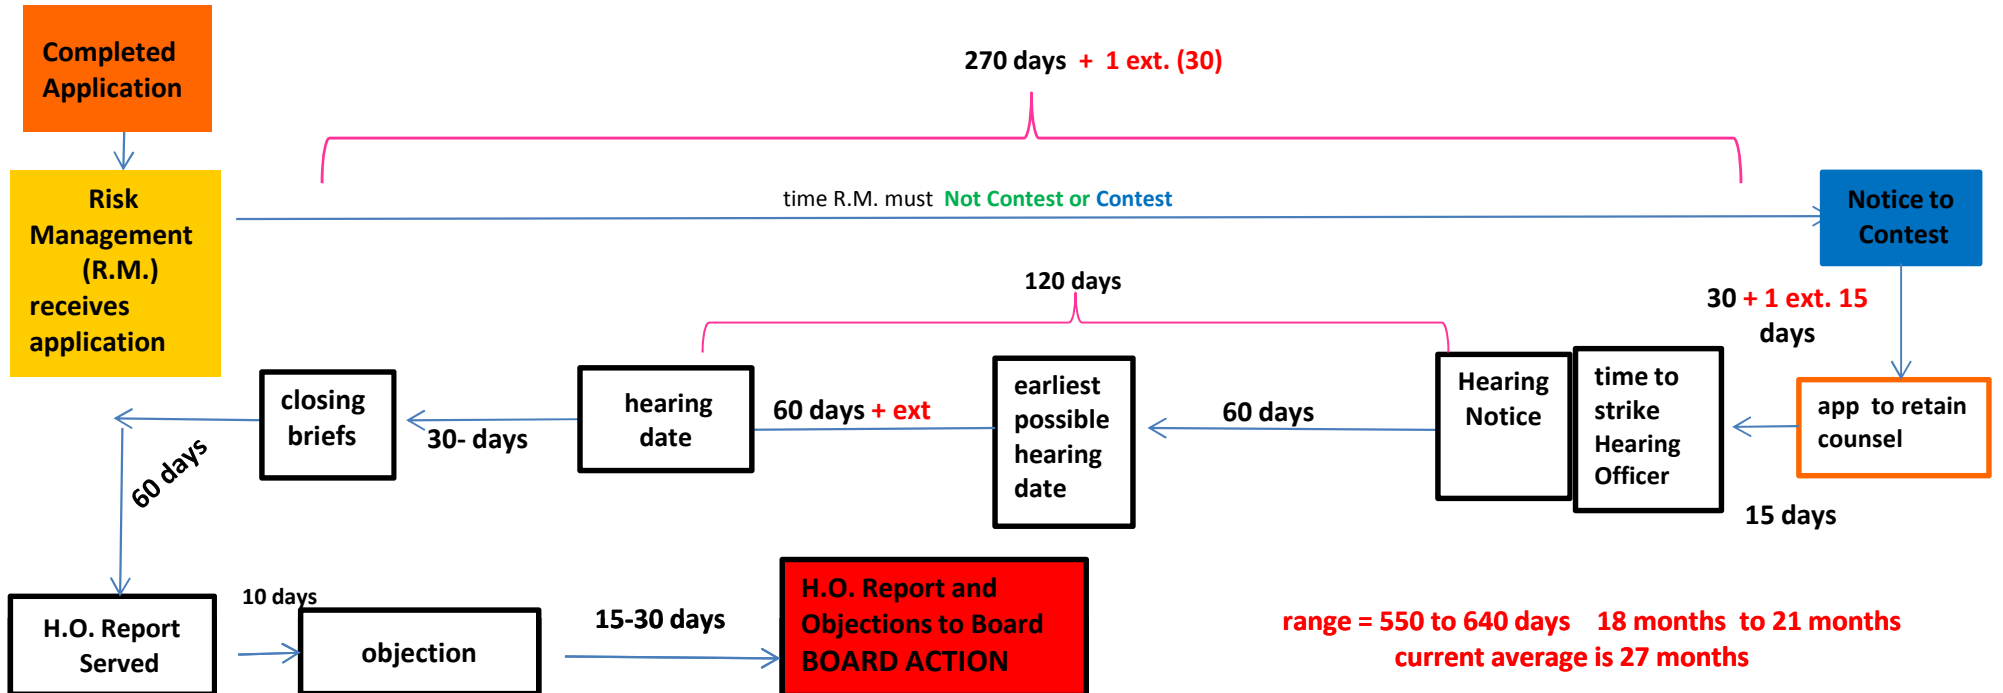 Completed
Application
270 days + 1 ext. (30)
Risk
Management
(R.M.)
receives
application
time R.M. must Not Contest or Contest
Notice to
Contest
120 days
30 + 1 ext. 15
days
closing
briefs
30- days
hearing
date
60 days + ext
earliest
possible
hearing
date
60 days
Hearing
Notice
time to
strike
Hearing
Officer
app to retain
counsel
15 days
60 days
H.O. Report
Served
10 days
objection
15-30 days
H.O. Report and
Objections to Board
BOARD ACTION
range = 550 to 640 days 18 months to 21 months
current average is 27 months